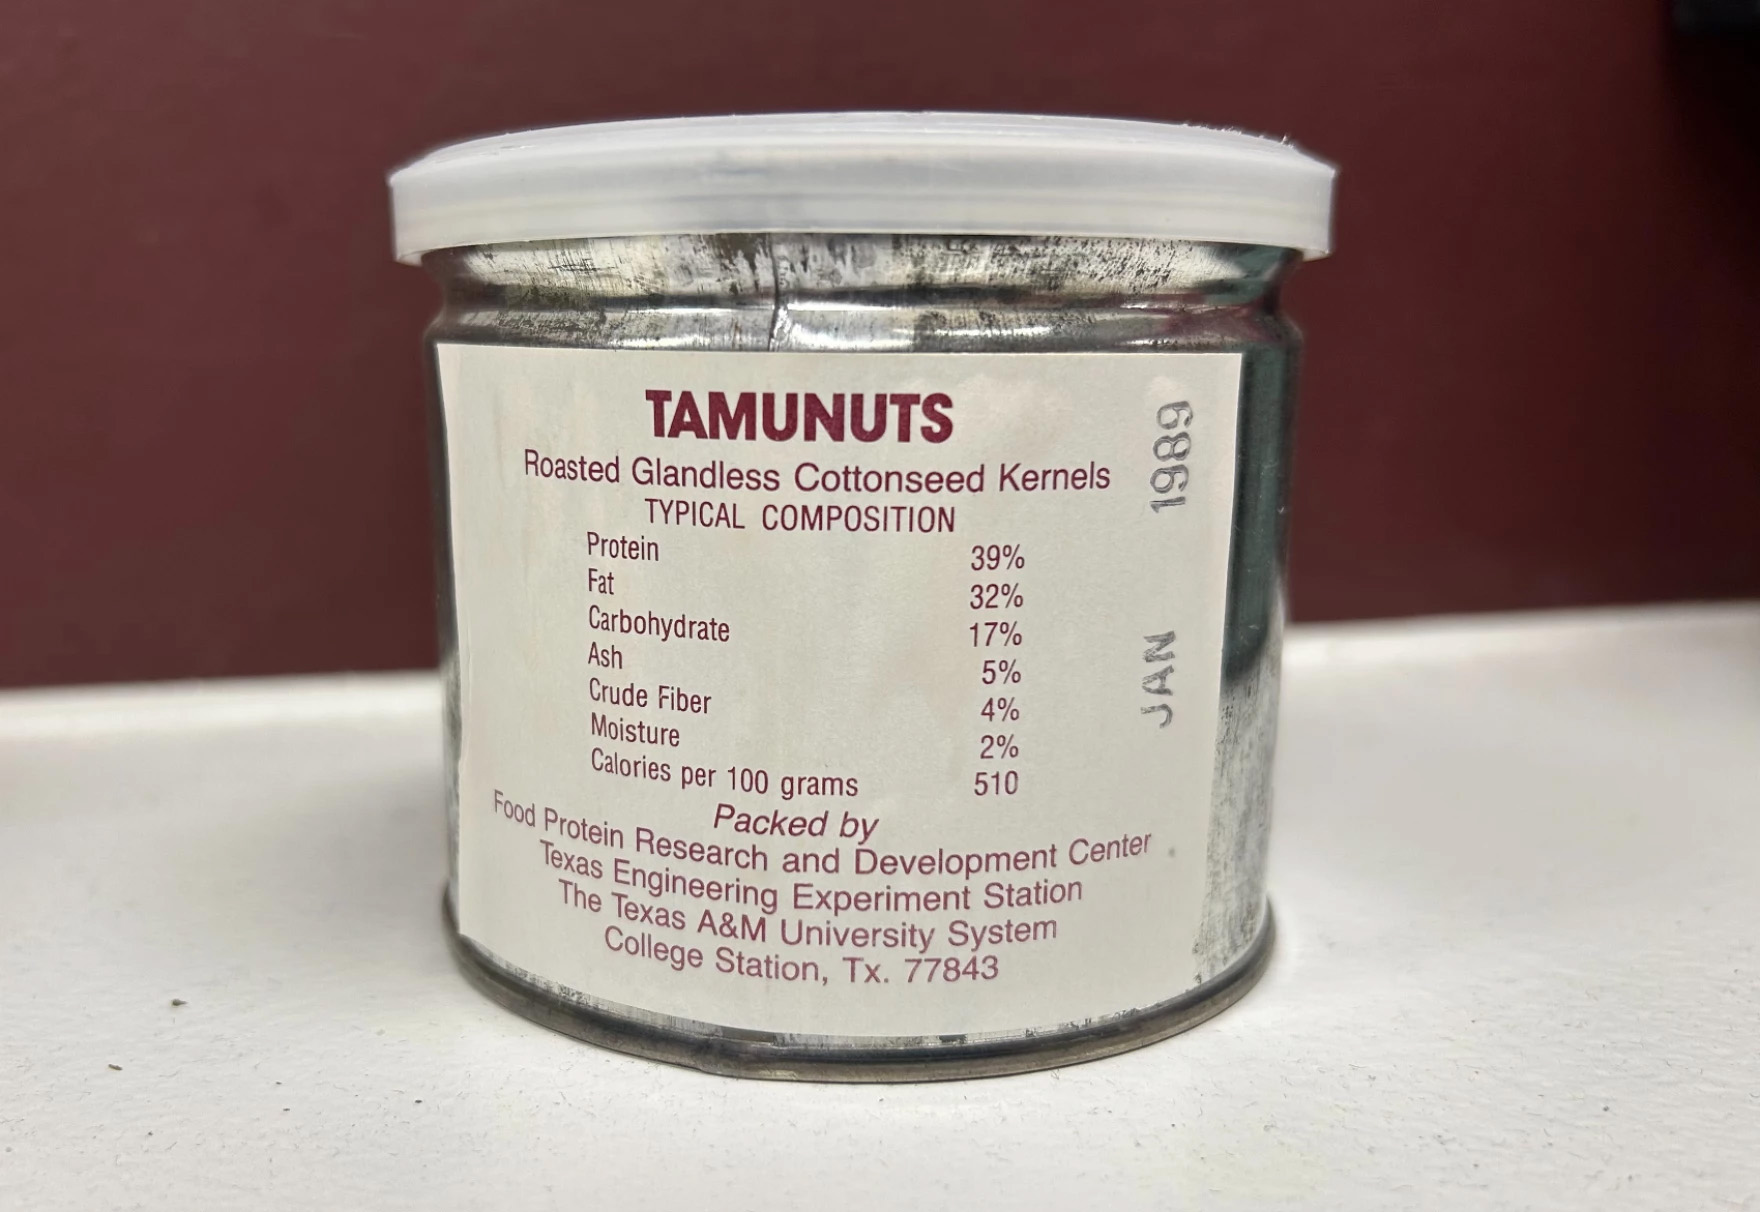 TAMUNUTS
Roasted Glandless Cottonseed Kernels
TYPICAL COMPOSITION
Protein 39%
Fat 32%
Carbohydrate 17%
Ash 5%
Crude Fiber 4%
Moisture 2%
Calories per 100 grams 510
Packed by
Food Protein Research and Development Center
Texas Engineering Experiment Station
The Texas A&M University System
College Station, Tx. 77843
JAN 1989